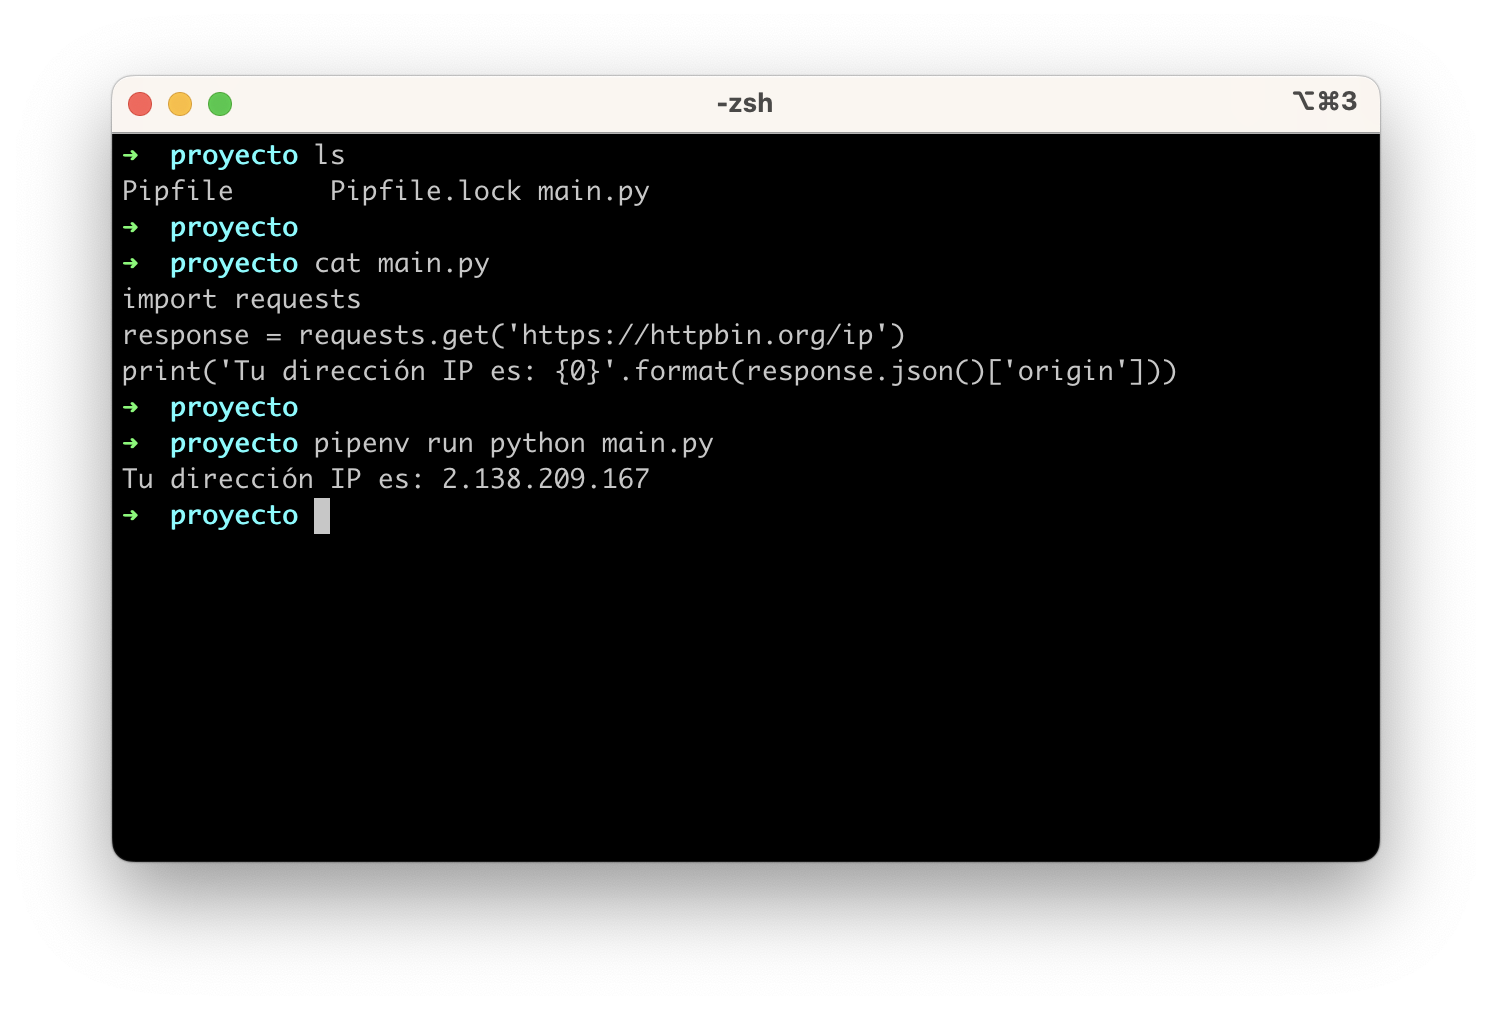 -zsh ⌥⌘3
➜  proyecto ls
Pipfile      Pipfile.lock main.py
➜  proyecto
➜  proyecto cat main.py
import requests
response = requests.get('https://httpbin.org/ip')
print('Tu dirección IP es: {0}'.format(response.json()['origin']))
➜  proyecto
➜  proyecto pipenv run python main.py
Tu dirección IP es: 2.138.209.167
➜  proyecto